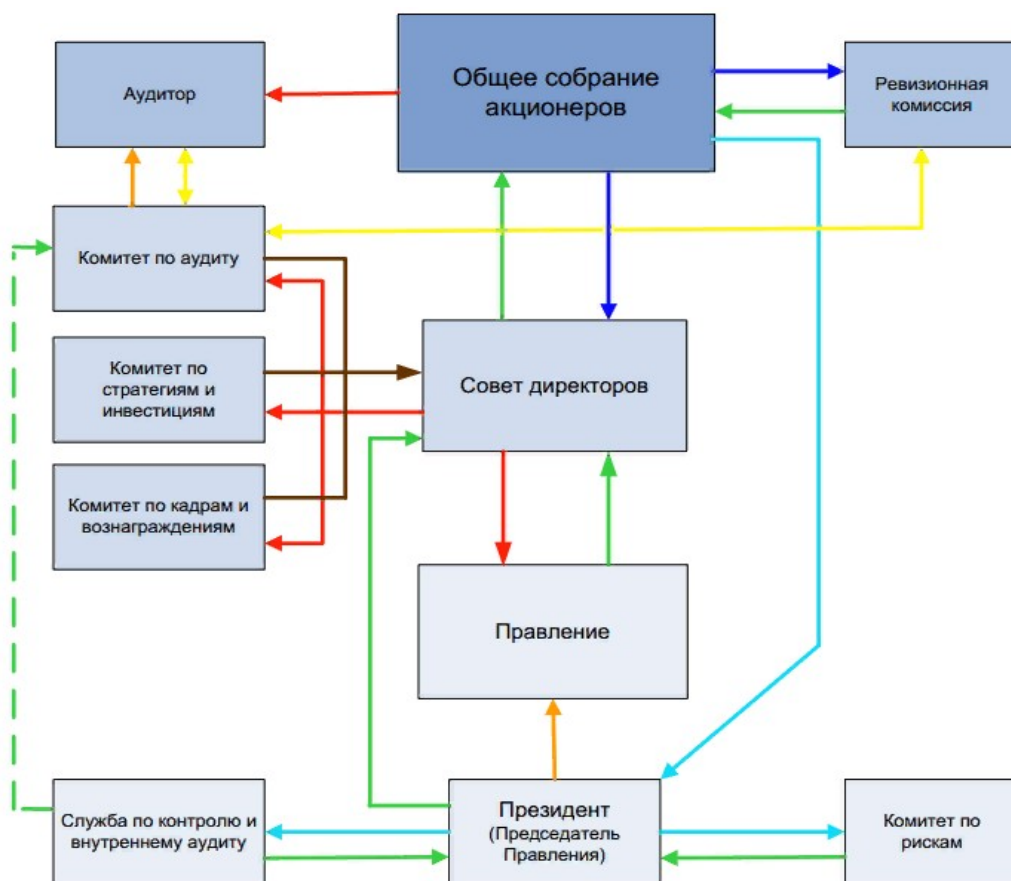 Общее собрание
акционеров
Аудитор
Ревизионная
комиссия
Комитет по аудиту
Комитет по
стратегиям и
инвестициям
Совет директоров
Комитет по кадрам и
вознаграждениям
Правление
Служба по контролю и
внутреннему аудиту
Президент
(Председатель
Правления)
Комитет по
рискам